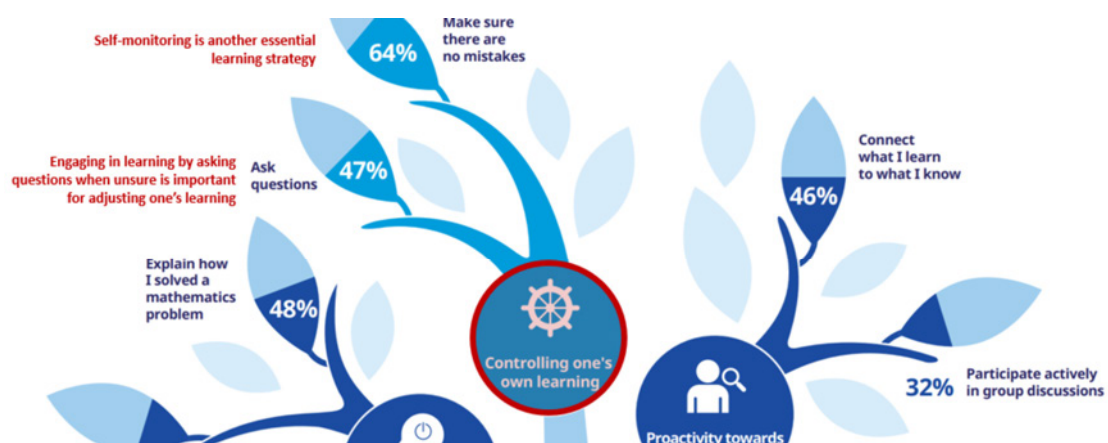 Self-monitoring is another essential
learning strategy
64%
Make sure
there are
no mistakes
Engaging in learning by asking
questions when unsure is important
for adjusting one's learning
Ask
questions
47%
Connect
what I learn
to what I know
46%
Explain how
I solved a
mathematics
problem
48%
Controlling one's
own learning
32%
Participate actively
in group discussions
Proactivity towards